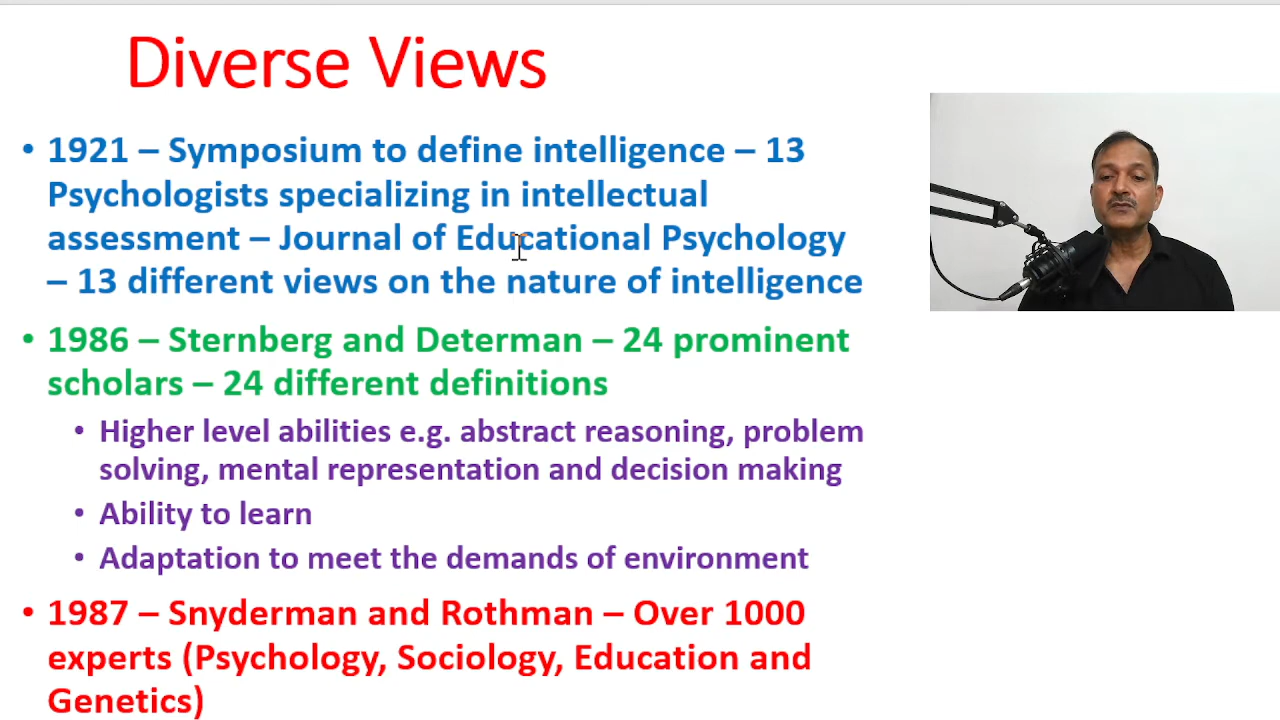 Diverse Views
• 1921 – Symposium to define intelligence – 13
Psychologists specializing in intellectual
assessment – Journal of Educational Psychology
– 13 different views on the nature of intelligence
• 1986 – Sternberg and Determan – 24 prominent
scholars – 24 different definitions
• Higher level abilities e.g. abstract reasoning, problem
solving, mental representation and decision making
• Ability to learn
• Adaptation to meet the demands of environment
• 1987 – Snyderman and Rothman – Over 1000
experts (Psychology, Sociology, Education and
Genetics)